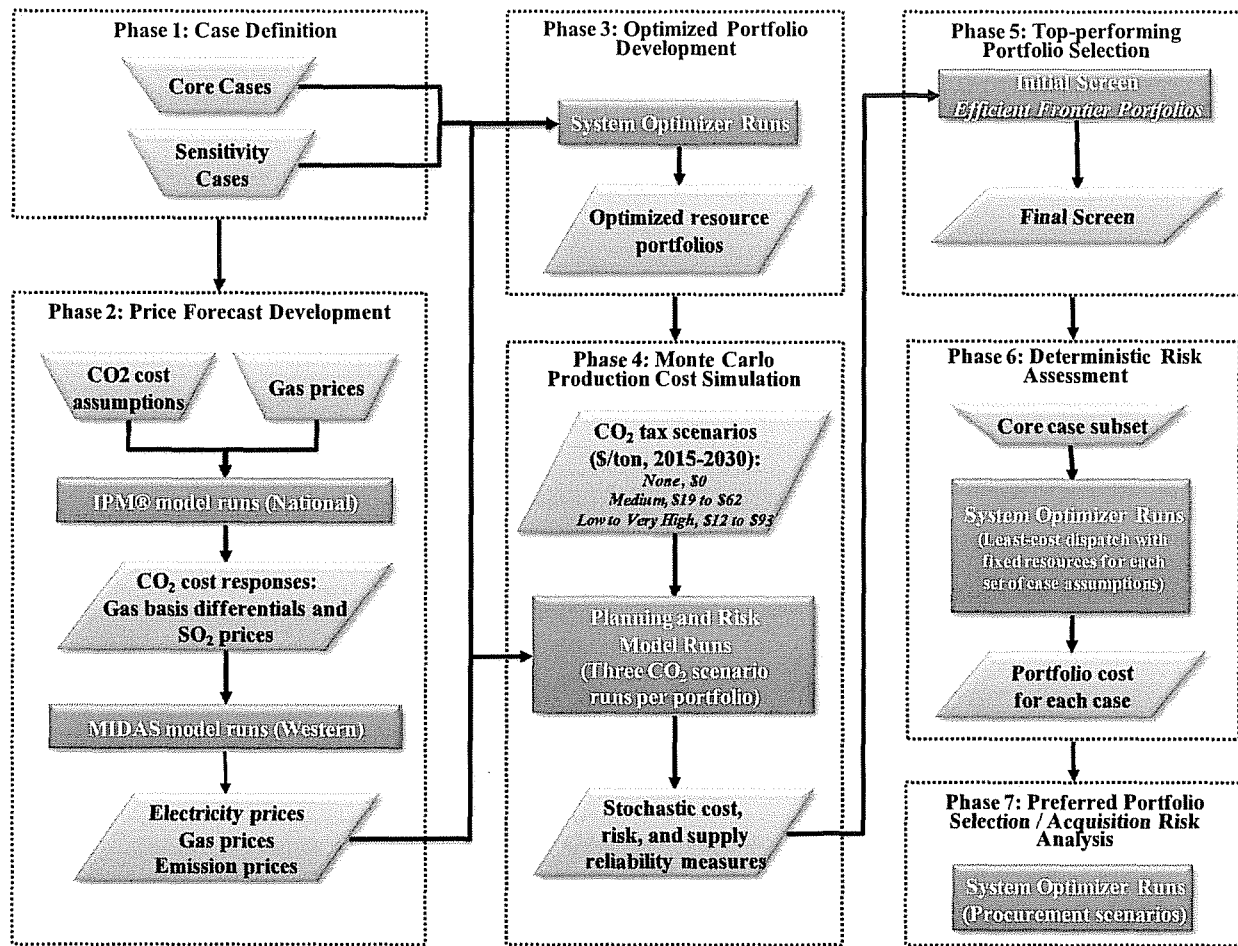 Phase 1: Case Definition
Core Cases
Sensitivity
Cases
Phase 2: Price Forecast Development
CO2 cost
assumptions
Gas prices
IPM® model runs (National)
CO₂ cost responses:
Gas basis differentials and
SO₂ prices
MIDAS model runs (Western)
Electricity prices
Gas prices
Emission prices
Phase 3: Optimized Portfolio
Development
System Optimizer Runs
Optimized resource
portfolios
Phase 4: Monte Carlo
Production Cost Simulation
CO₂ tax scenarios
($/ton, 2015-2030):
None, $0
Medium, $19 to $62
Low to Very High, $12 to $93
Planning and Risk
Model Runs
(Three CO₂ scenario
runs per portfolio)
Stochastic cost,
risk, and supply
reliability measures
Phase 5: Top-performing
Portfolio Selection
Initial Screen
Efficient Frontier Portfolios
Final Screen
Phase 6: Deterministic Risk
Assessment
Core case subset
System Optimizer Runs
(Least-cost dispatch with
fixed resources for each
set of case assumptions)
Portfolio cost
for each case
Phase 7: Preferred Portfolio
Selection / Acquisition Risk
Analysis
System Optimizer Runs
(Procurement scenarios)